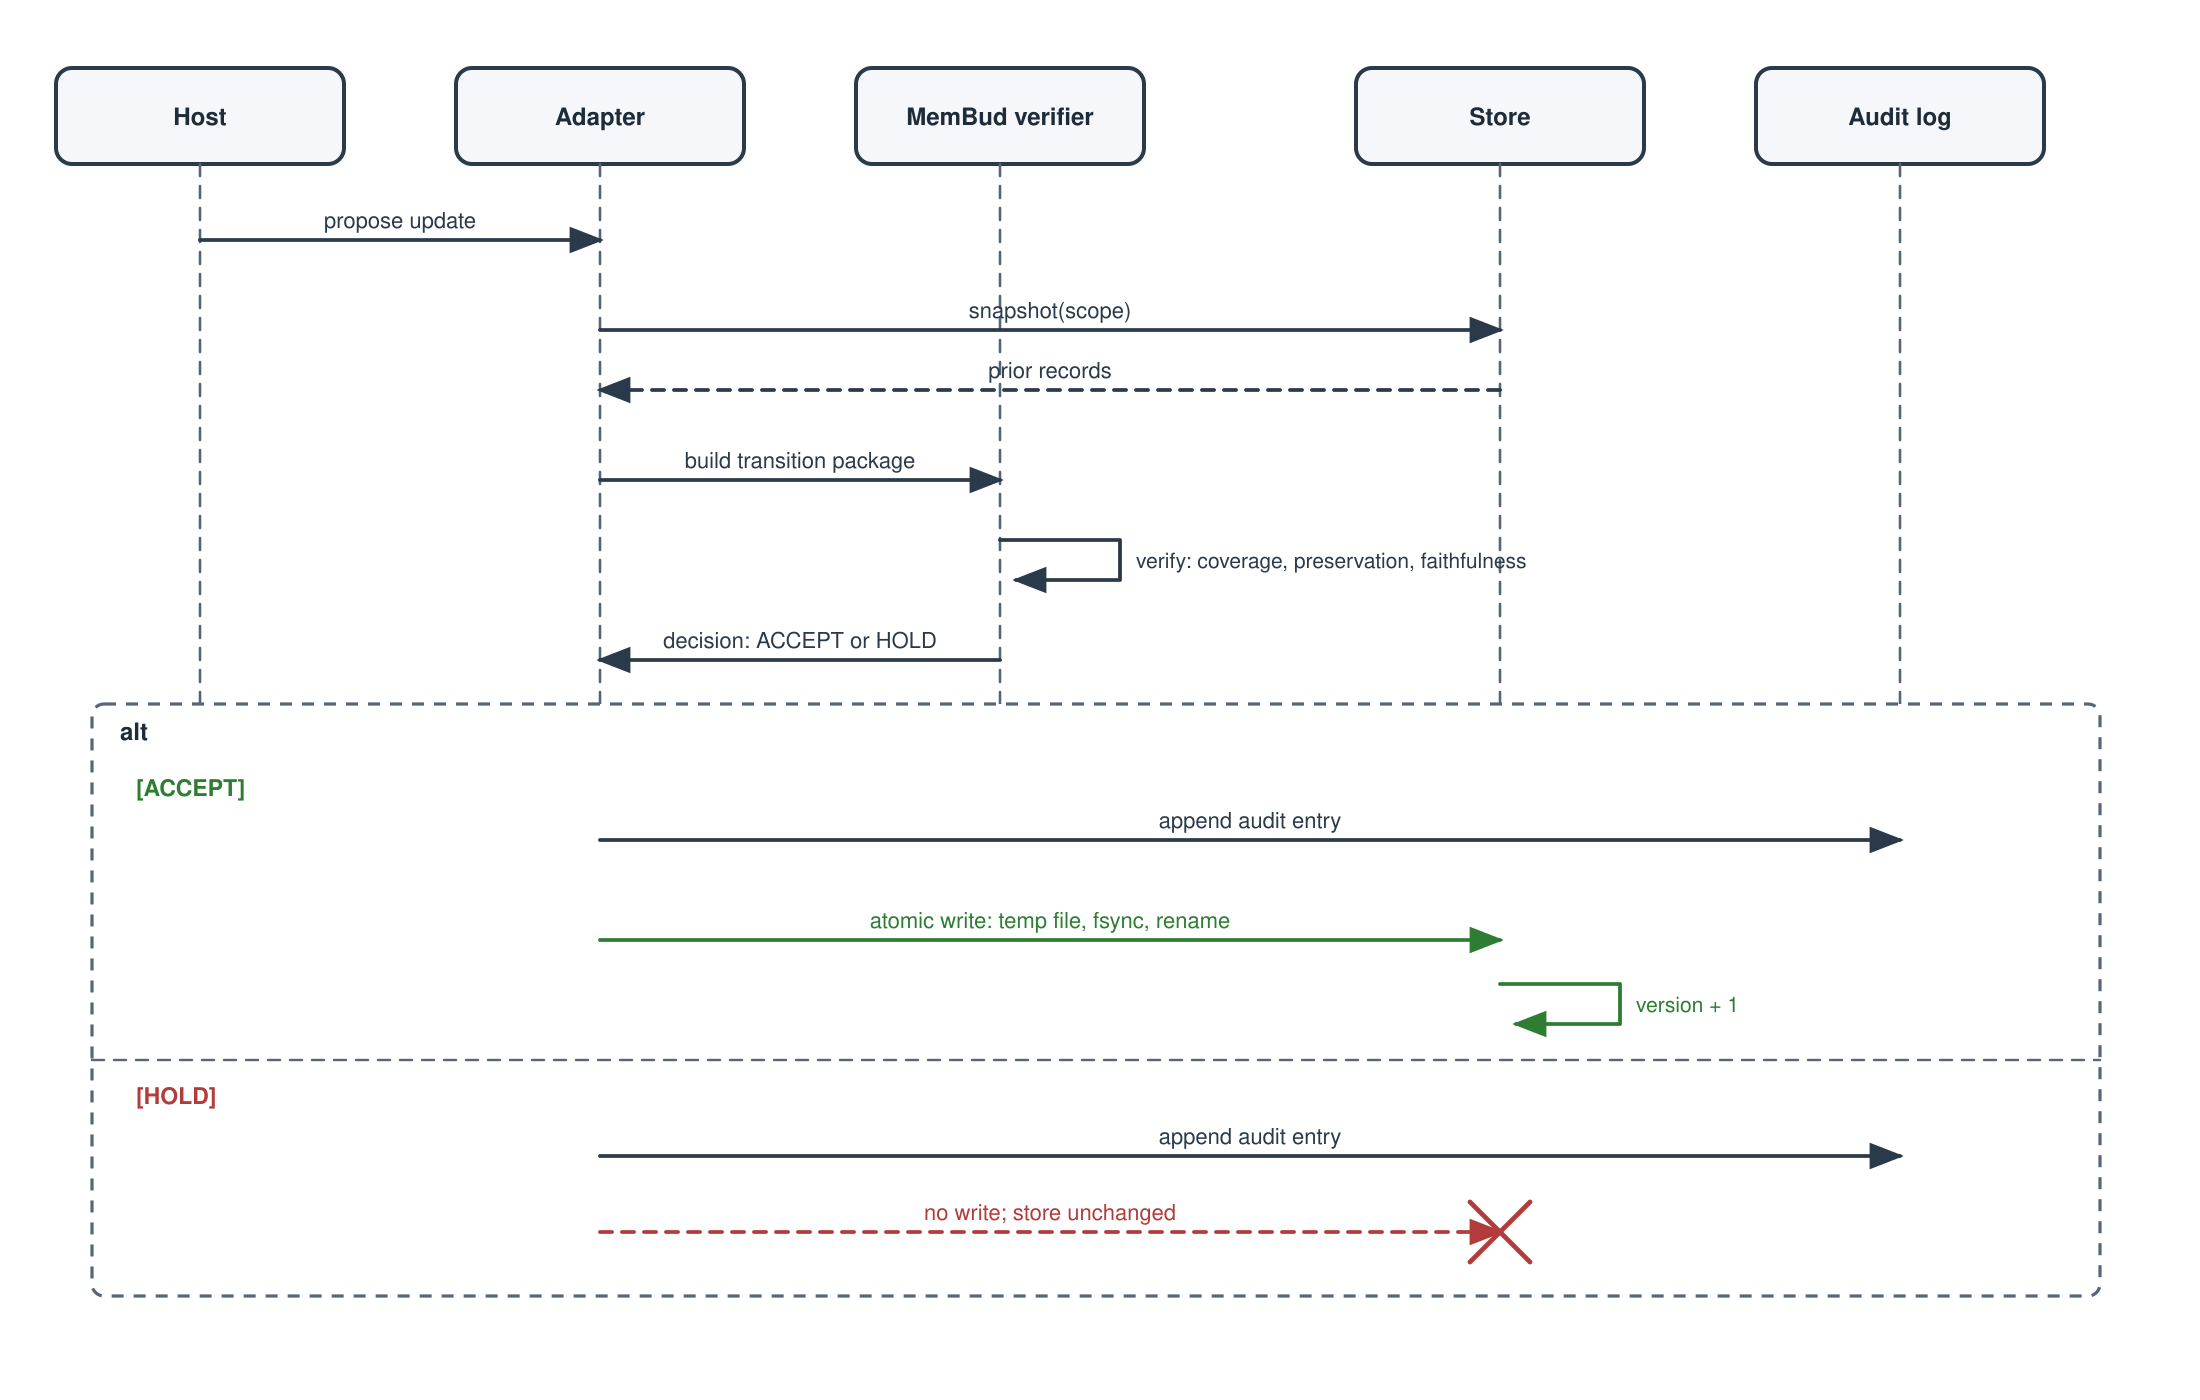 Host
Adapter
MemBud verifier
Store
Audit log
propose update
snapshot(scope)
prior records
build transition package
verify: coverage, preservation, faithfulness
decision: ACCEPT or HOLD
alt
[ACCEPT]
append audit entry
atomic write: temp file, fsync, rename
version + 1
[HOLD]
append audit entry
no write; store unchanged